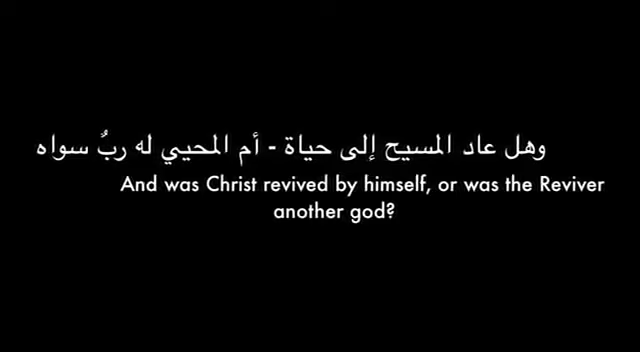 وهل عاد المسيح إلى حياة - أم المحيي له ربٌ سواه
And was Christ revived by himself, or was the Reviver
another god?